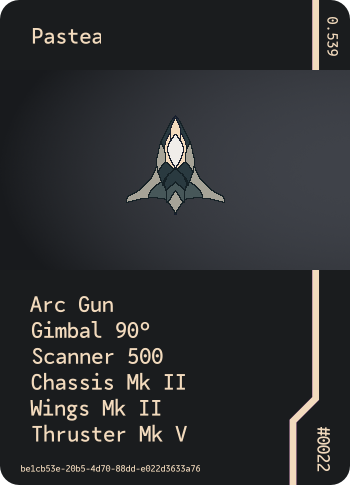 Pastea
0.539
Arc Gun
Gimbal 90°
Scanner 500
Chassis Mk II
Wings Mk II
Thruster Mk V
#0022
be1cb53e-20b5-4d70-88dd-e022d3633a76